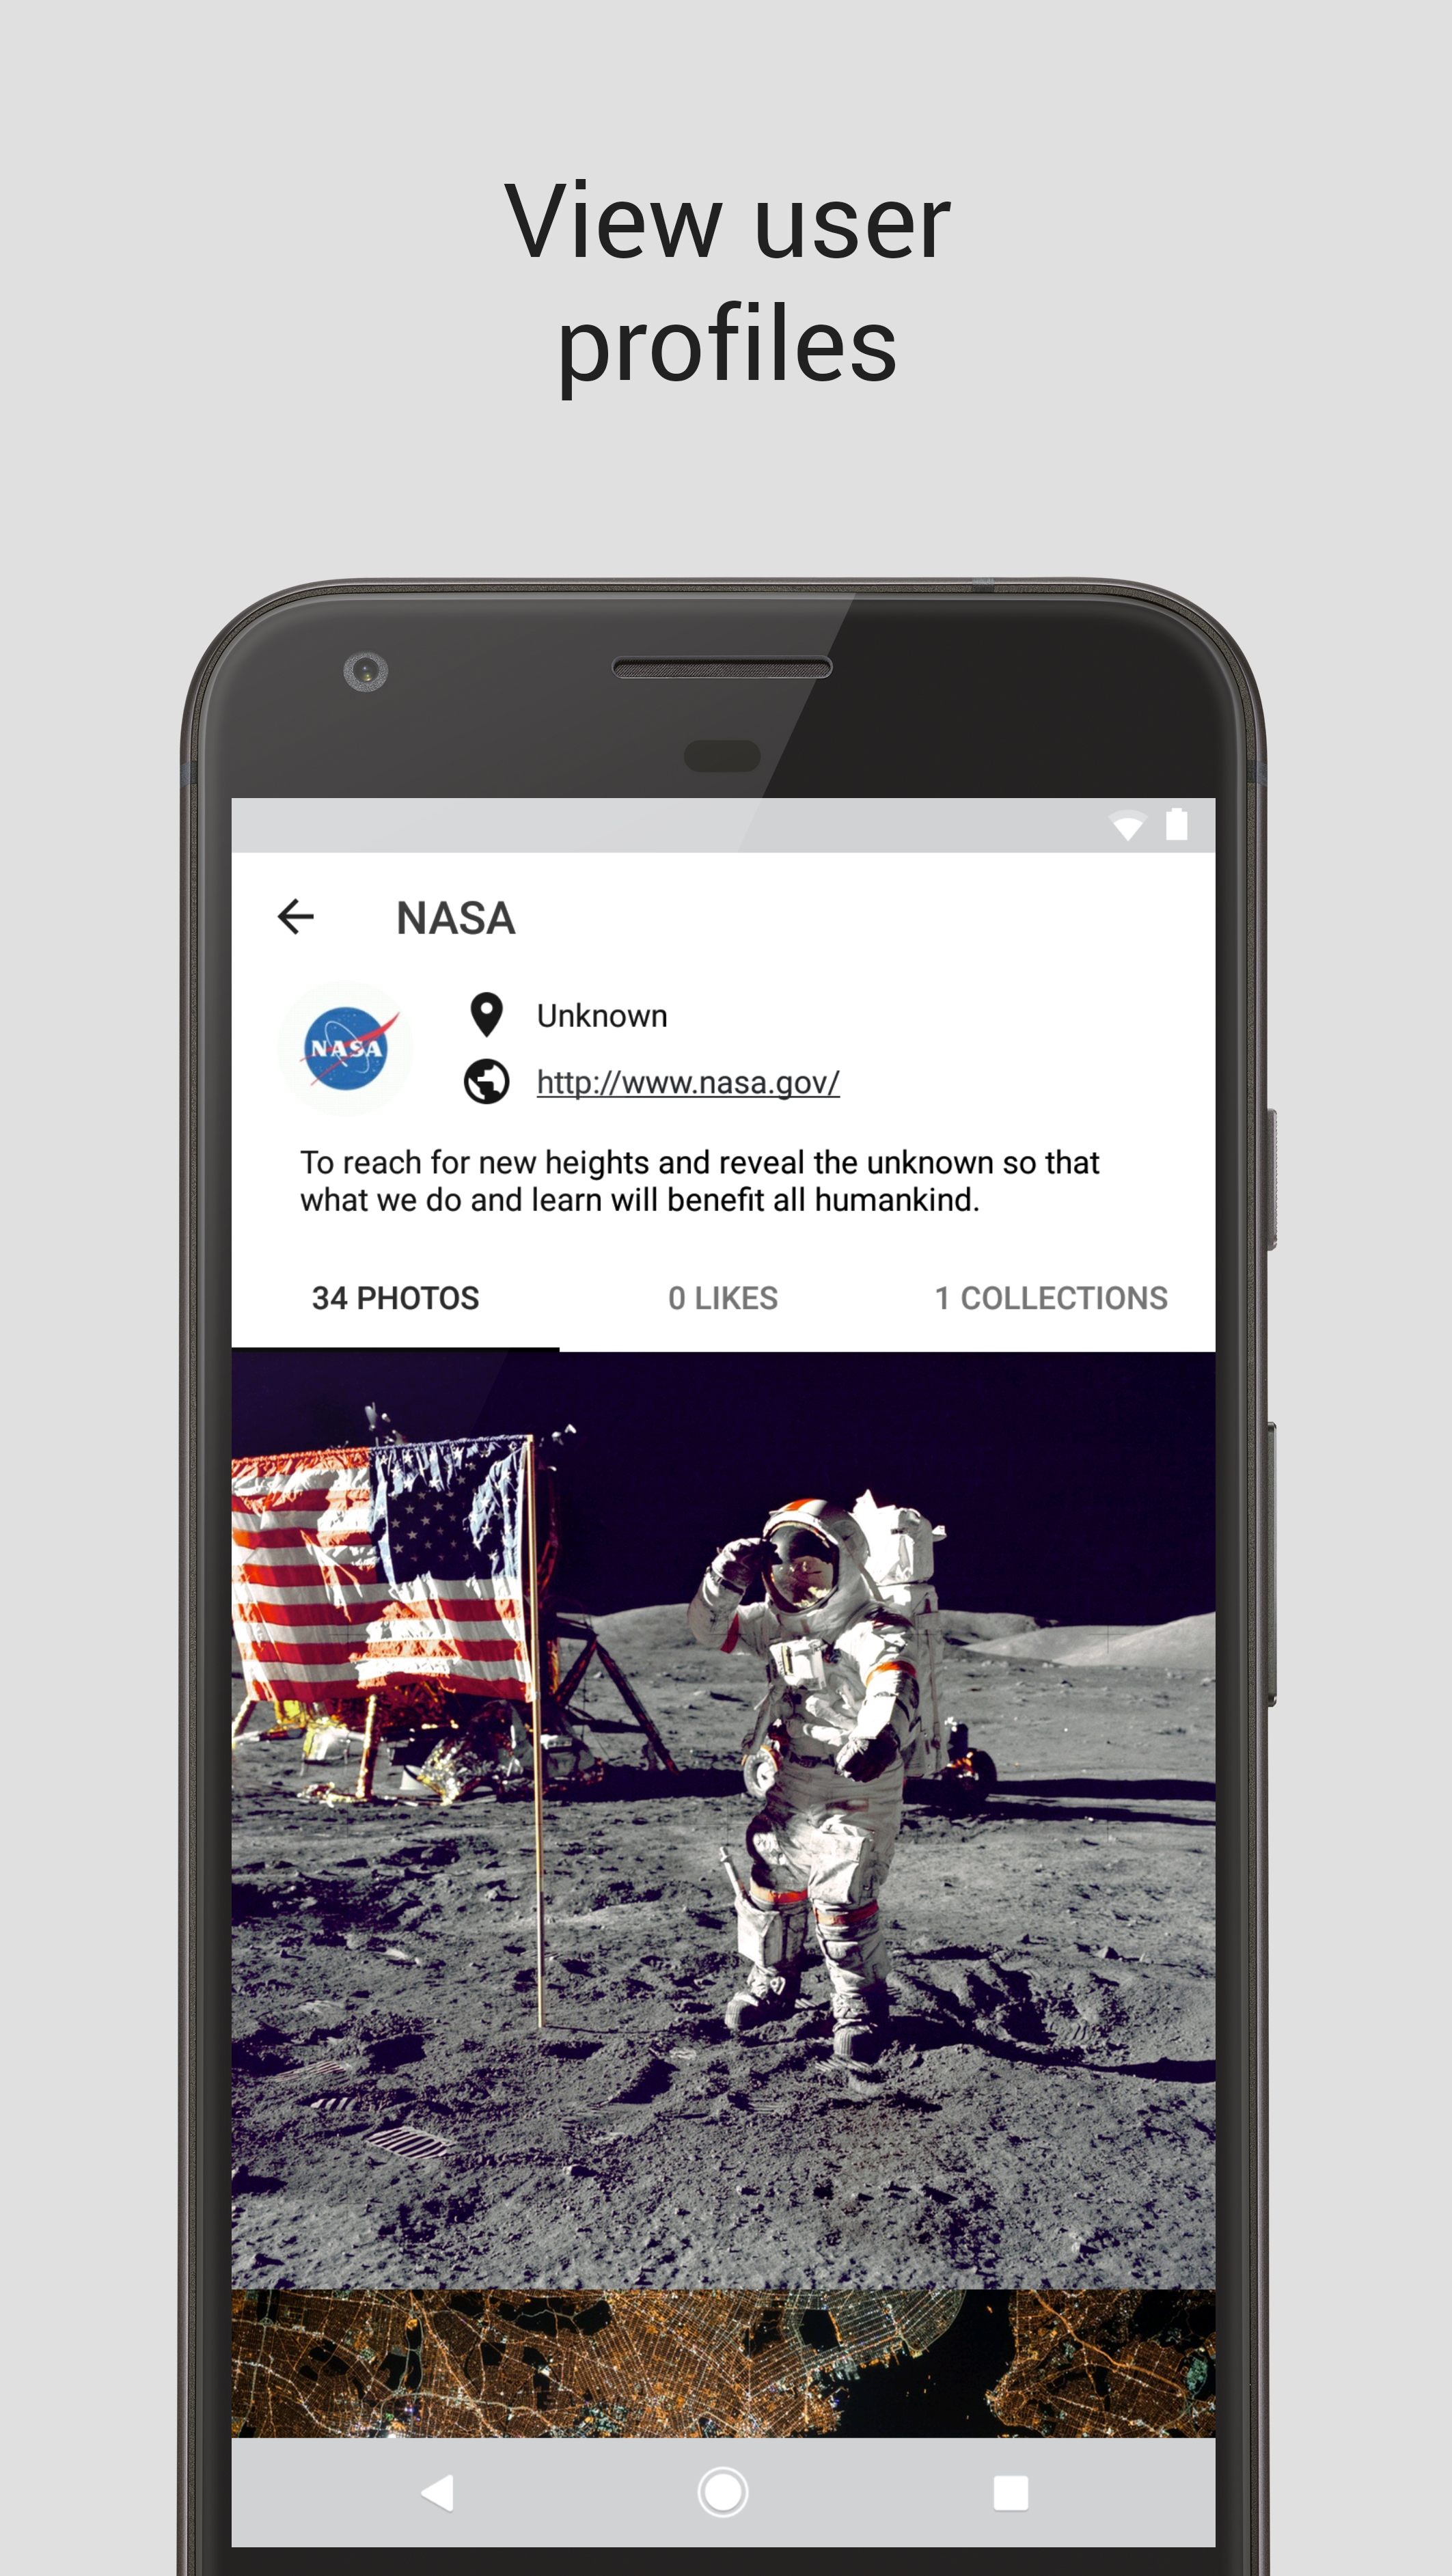 View user
profiles
NASA
NASA
Unknown
http://www.nasa.gov/
To reach for new heights and reveal the unknown so that
what we do and learn will benefit all humankind.
34 PHOTOS
0 LIKES
1 COLLECTIONS